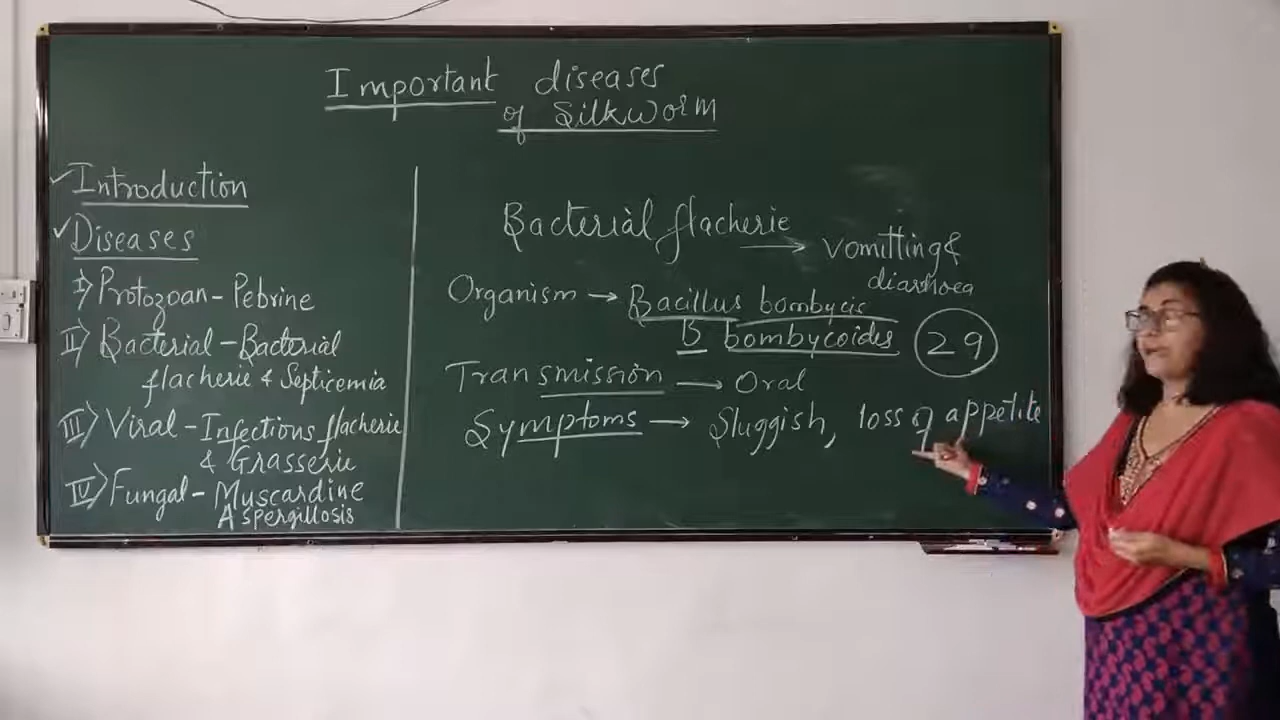 Important diseases
of Silkworm
✓Introduction
✓Diseases
I) Protozoan - Pebrine
II) Bacterial - Bacterial
flacherie & Septicemia
III) Viral - Infections flacherie
& Grasserie
IV) Fungal - Muscardine
Aspergillosis
Bacterial flacherie
→ vomitting &
diarrhoea
Organism → Bacillus bombycis
B bombycoides
29
Transmission → Oral
Symptoms → Sluggish, loss of appetite